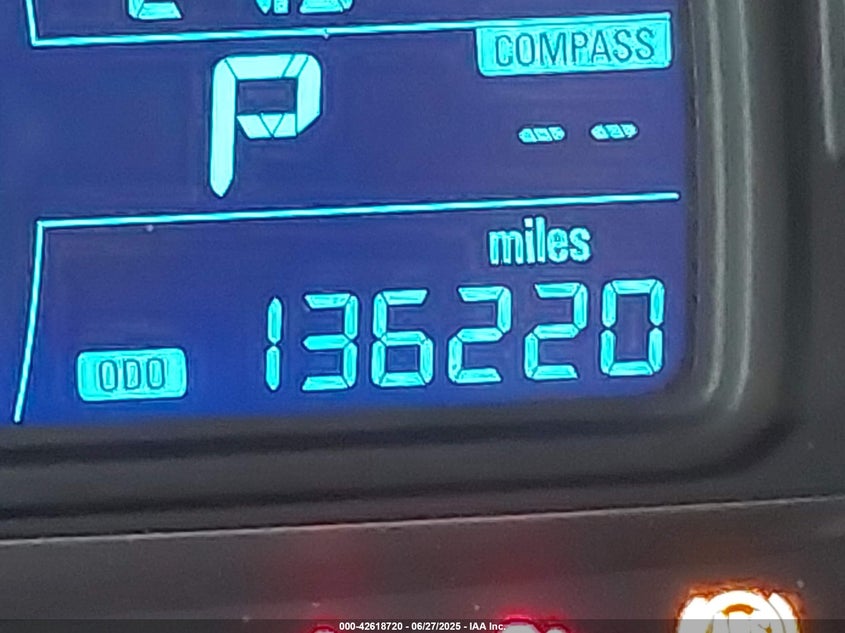 COMPASS
P
-- --
miles
ODO 136220
000-42618720 - 06/27/2025 - IAA Inc.